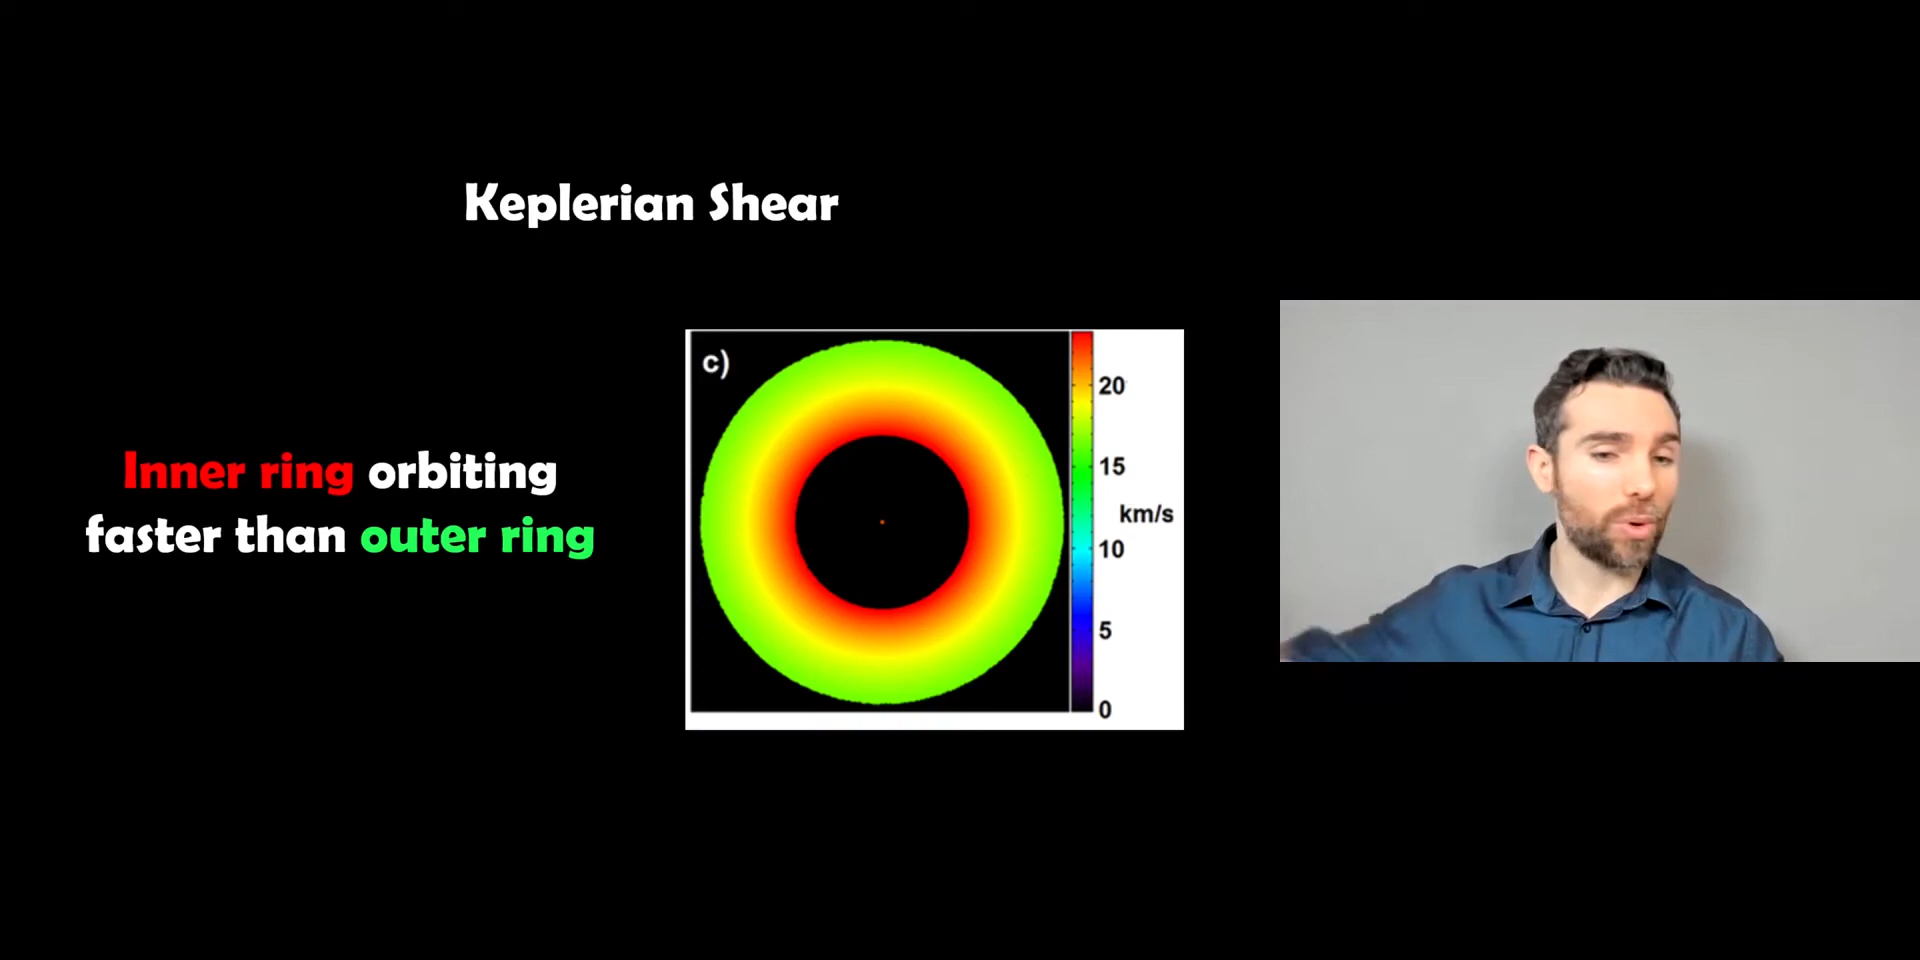 Keplerian Shear
c)
20
15
km/s
Inner ring orbiting
faster than outer ring
10
5
0